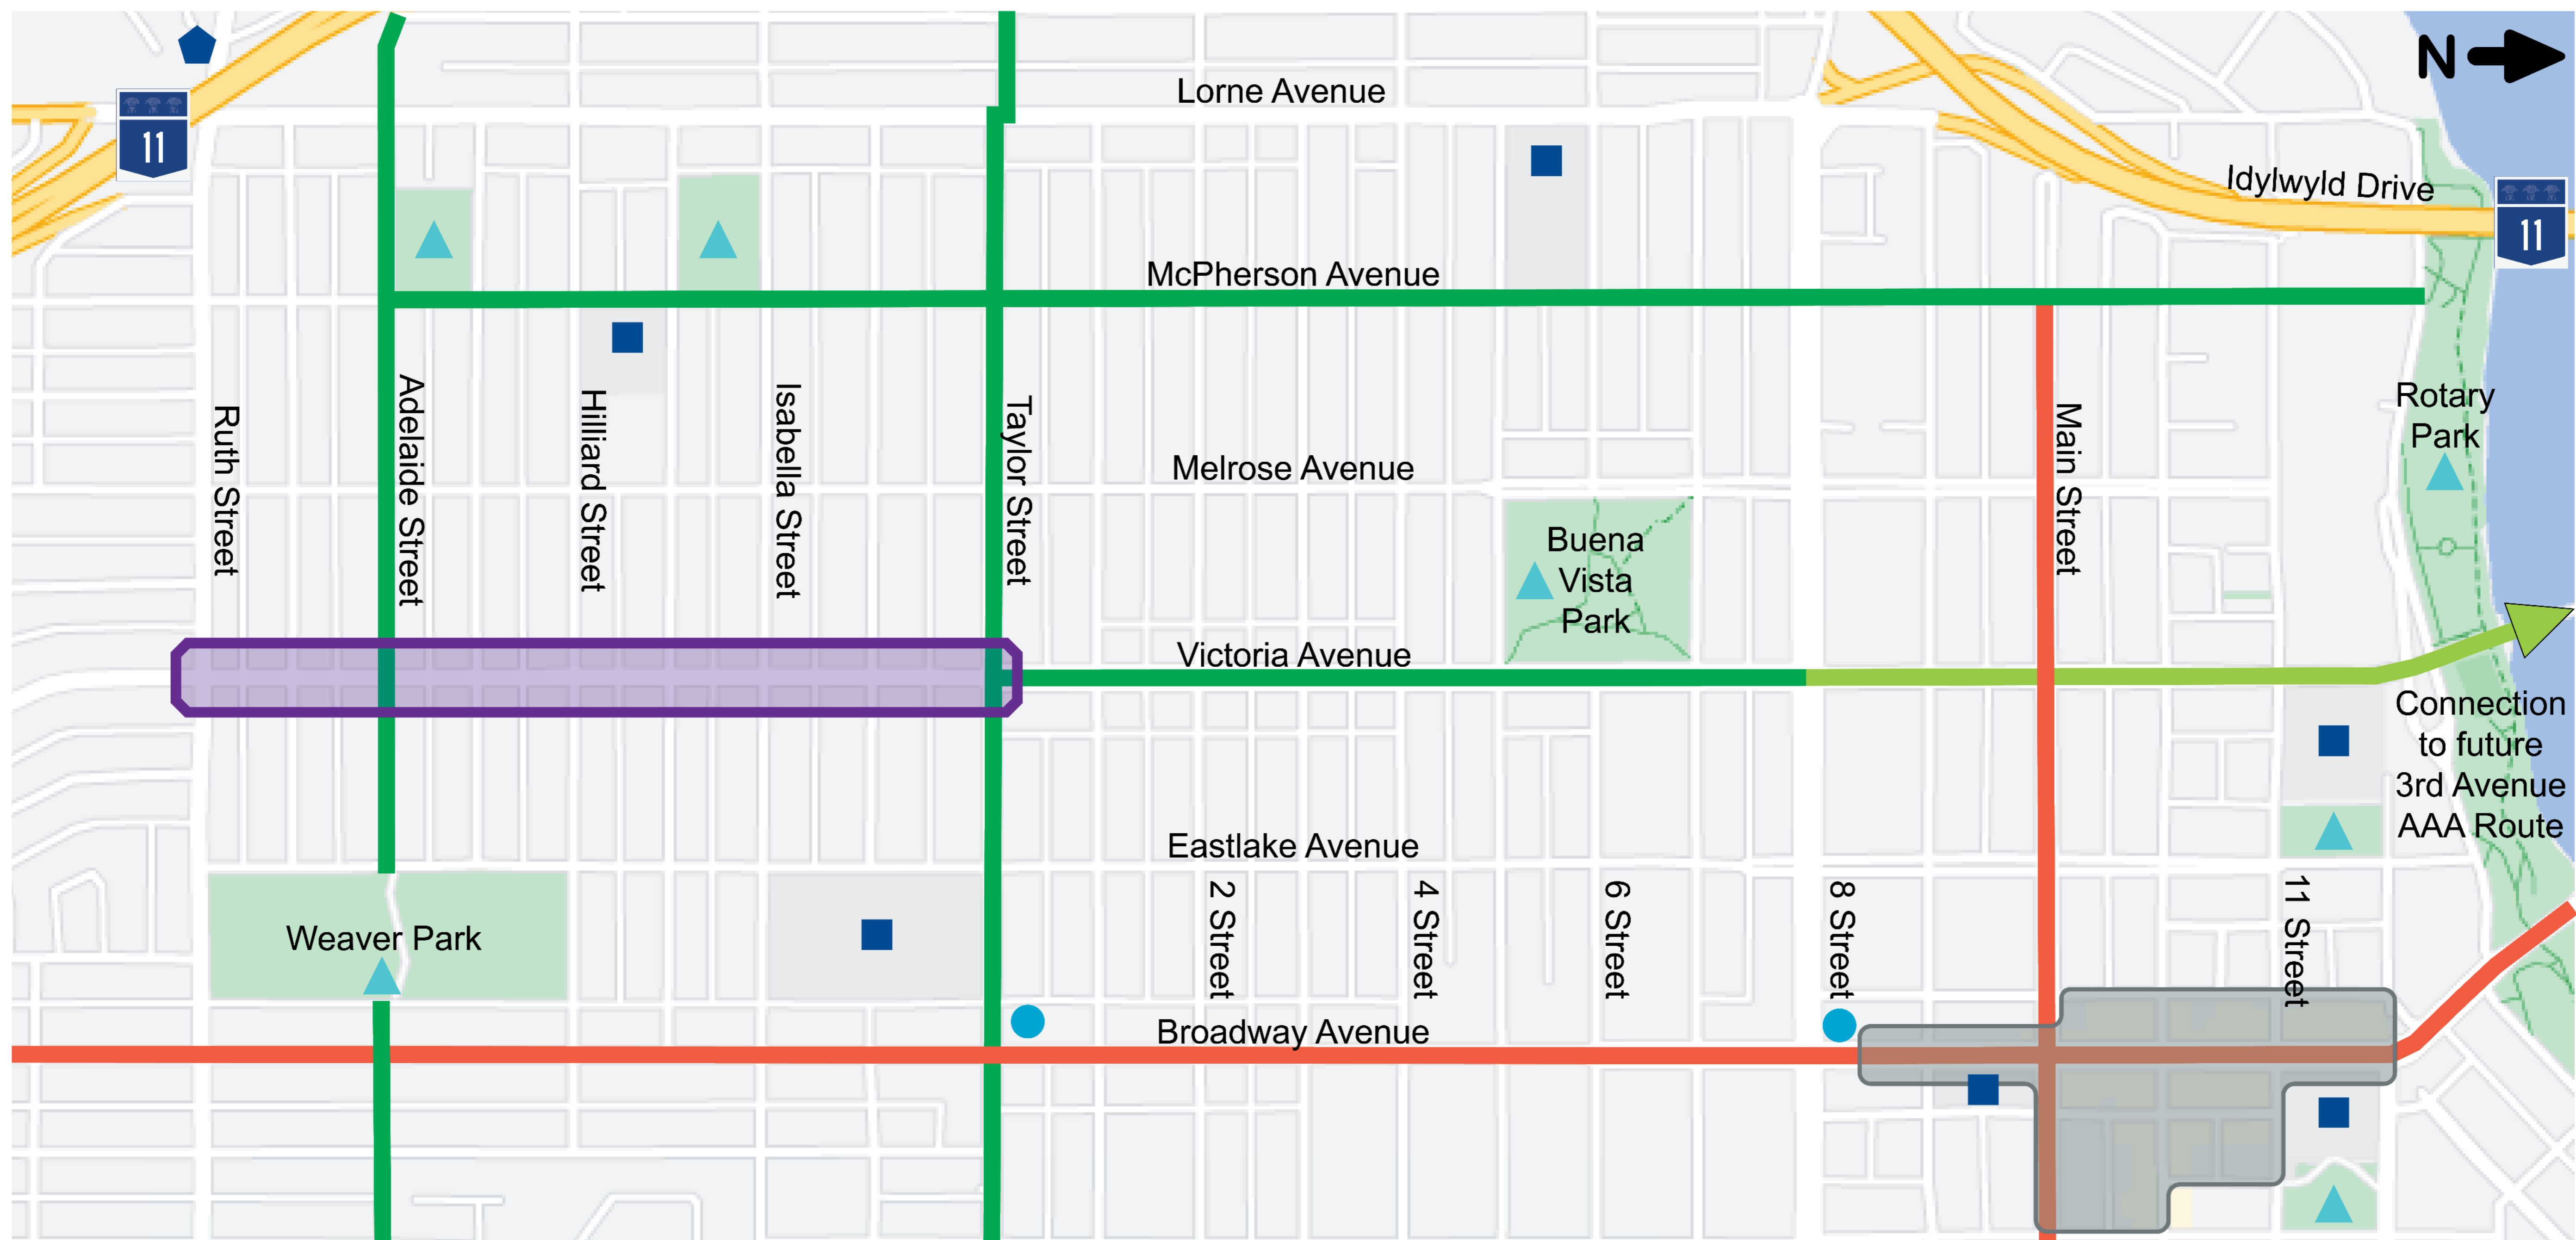 N
Lorne Avenue
11
Idylwyld Drive
11
McPherson Avenue
Ruth Street
Adelaide Street
Hilliard Street
Isabella Street
Taylor Street
Melrose Avenue
Main Street
Rotary
Park
Buena
Vista
Park
Victoria Avenue
Connection
to future
3rd Avenue
AAA Route
Eastlake Avenue
2 Street
4 Street
6 Street
8 Street
11 Street
Weaver Park
Broadway Avenue